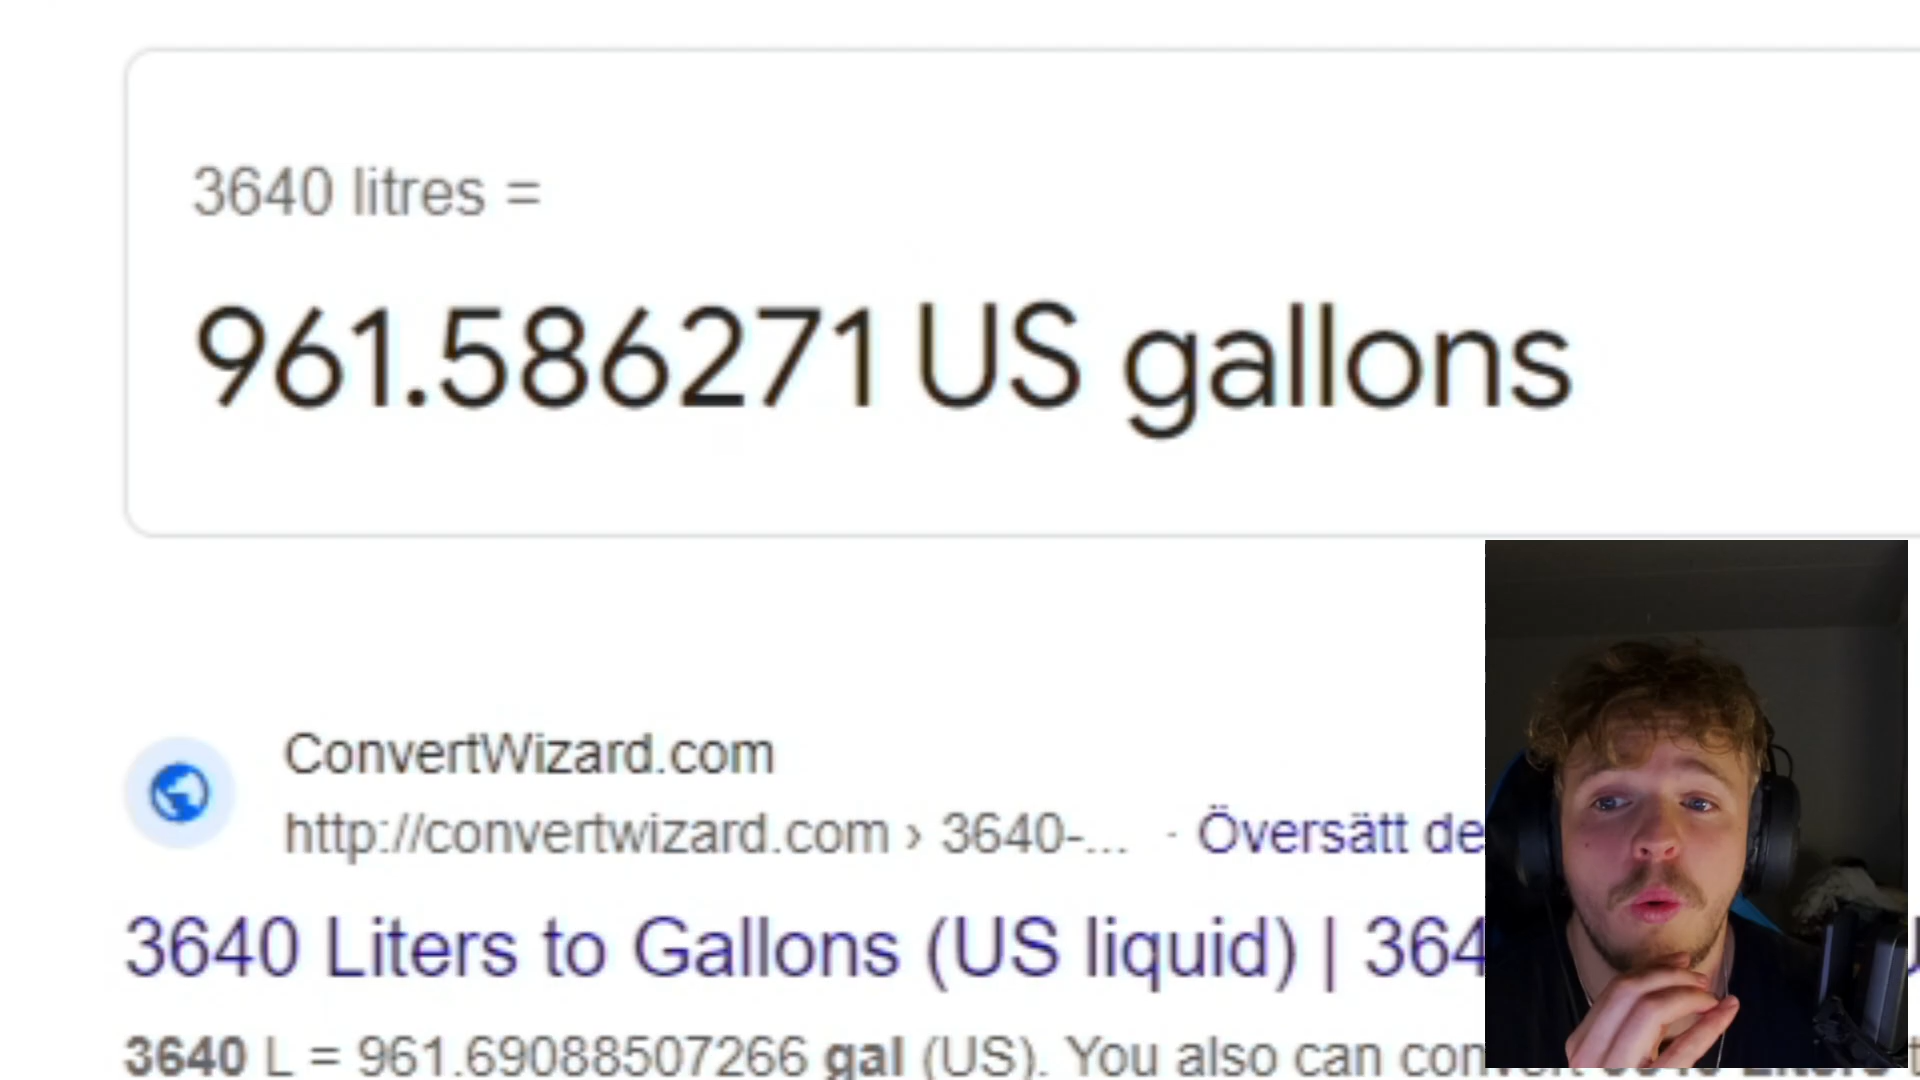 3640 litres =
961.586271 US gallons
ConvertWizard.com
http://convertwizard.com › 3640-... · Översätt de
3640 Liters to Gallons (US liquid) | 364
3640 L = 961.69088507266 gal (US). You also can